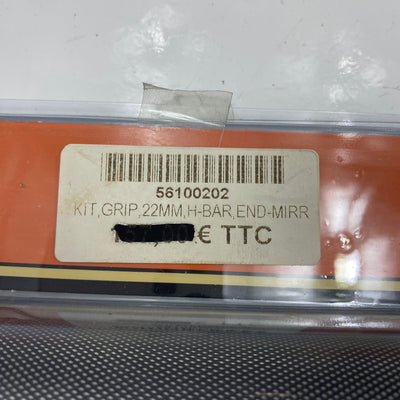 56100202
KIT,GRIP,22MM,H-BAR,END-MIRR
€ TTC